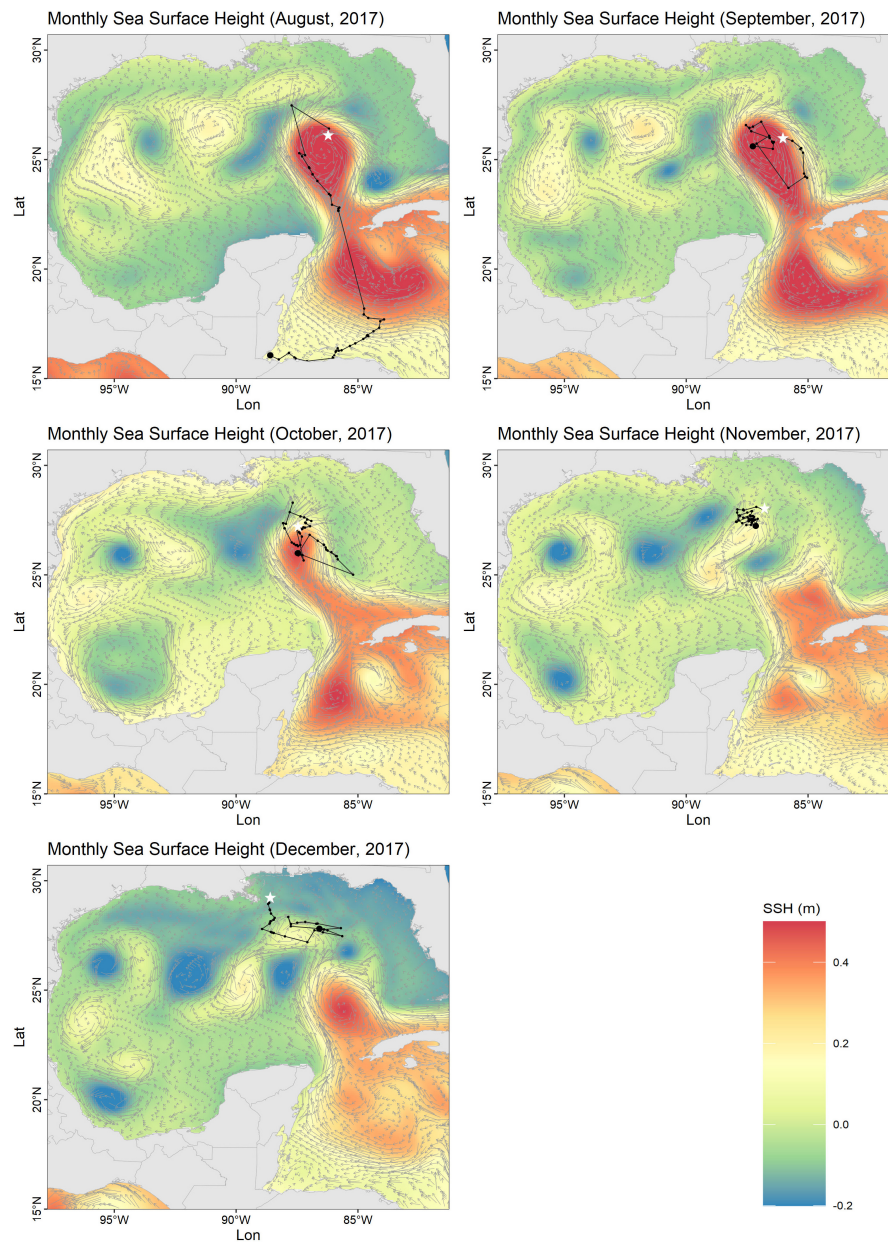 Monthly Sea Surface Height (August, 2017)
Monthly Sea Surface Height (September, 2017)
30°N
25°N
20°N
15°N
Lat
95°W 90°W 85°W
Lon
30°N
25°N
20°N
15°N
Lat
95°W 90°W 85°W
Lon
Monthly Sea Surface Height (October, 2017)
Monthly Sea Surface Height (November, 2017)
30°N
25°N
20°N
15°N
Lat
95°W 90°W 85°W
Lon
30°N
25°N
20°N
15°N
Lat
95°W 90°W 85°W
Lon
Monthly Sea Surface Height (December, 2017)
30°N
25°N
20°N
15°N
Lat
95°W 90°W 85°W
Lon
SSH (m)
0.4
0.2
0.0
-0.2